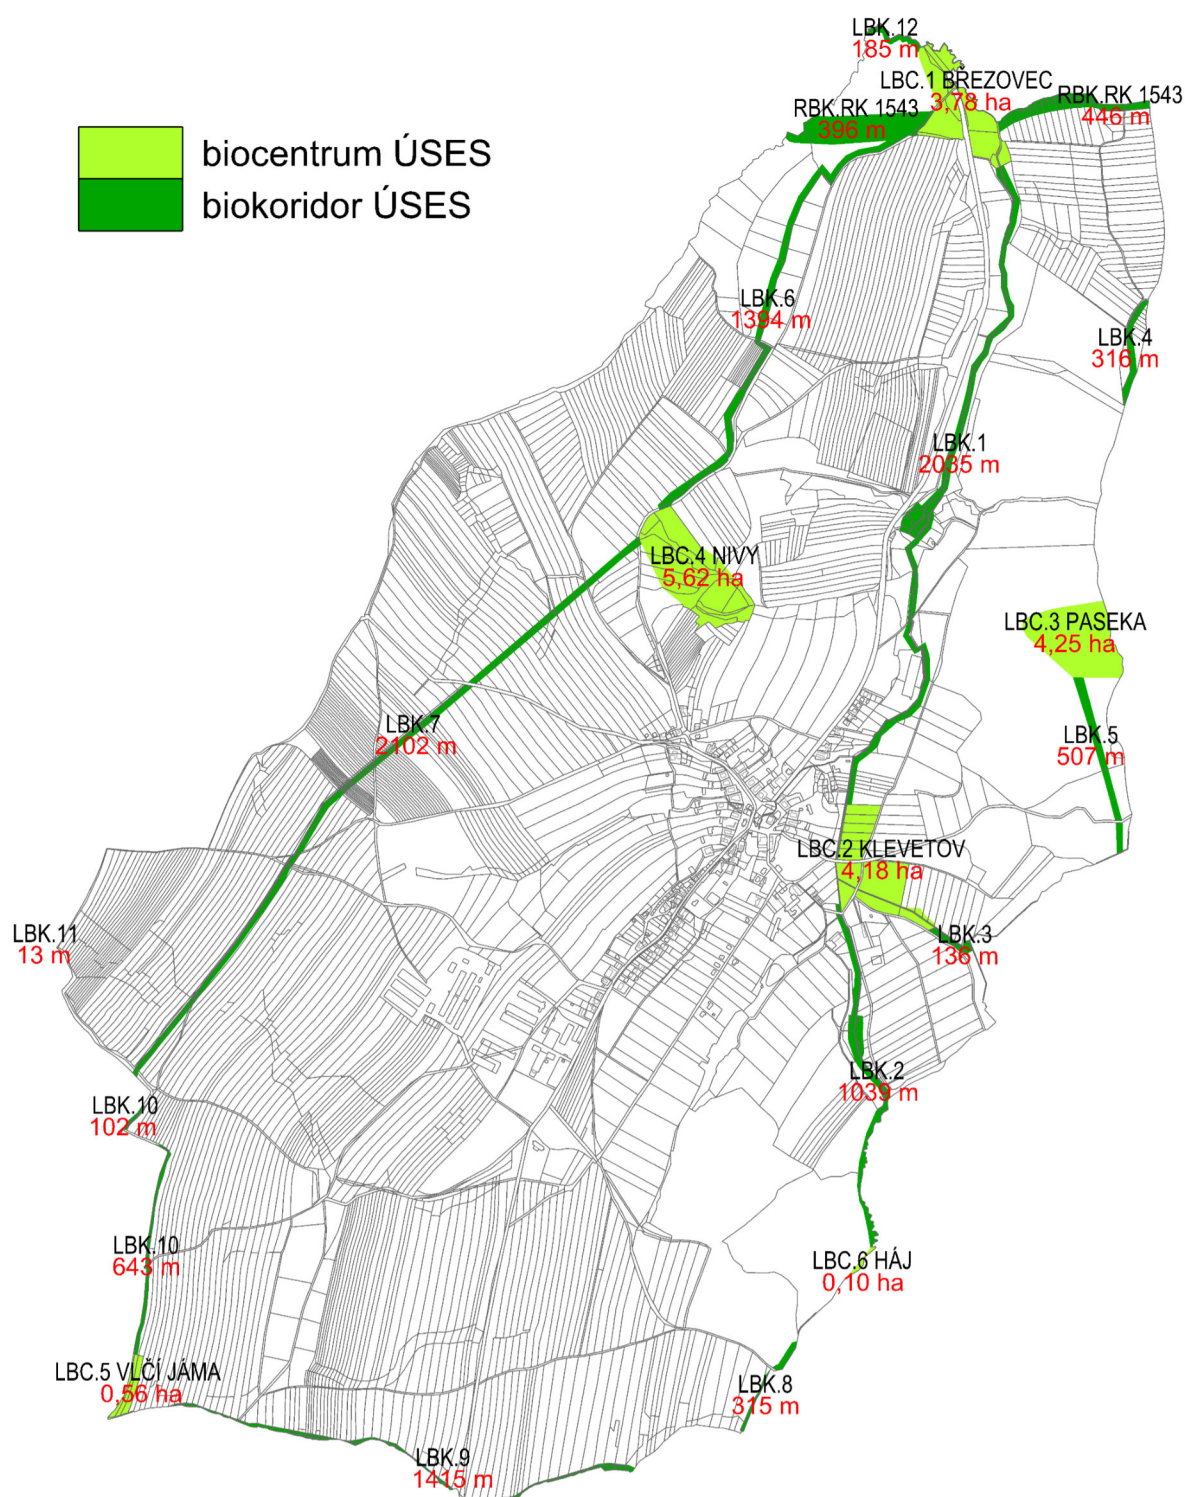 LBK.12
185 m
LBC.1 BŘEZOVEC
3,78 ha
RBK.RK 1543
396 m
RBK.RK 1543
446 m
biocentrum ÚSES
biokoridor ÚSES
LBK.6
1394 m
LBK.4
316 m
LBK.1
2035 m
LBC.4 NIVY
5,62 ha
LBC.3 PASEKA
4,25 ha
LBK.7
2102 m
LBK.5
507 m
LBC.2 KLEVETOV
4,18 ha
LBK.11
13 m
LBK.3
136 m
LBK.2
1039 m
LBK.10
102 m
LBK.10
643 m
LBC.6 HÁJ
0,10 ha
LBC.5 VLČÍ JÁMA
0,56 ha
LBK.8
315 m
LBK.9
1415 m